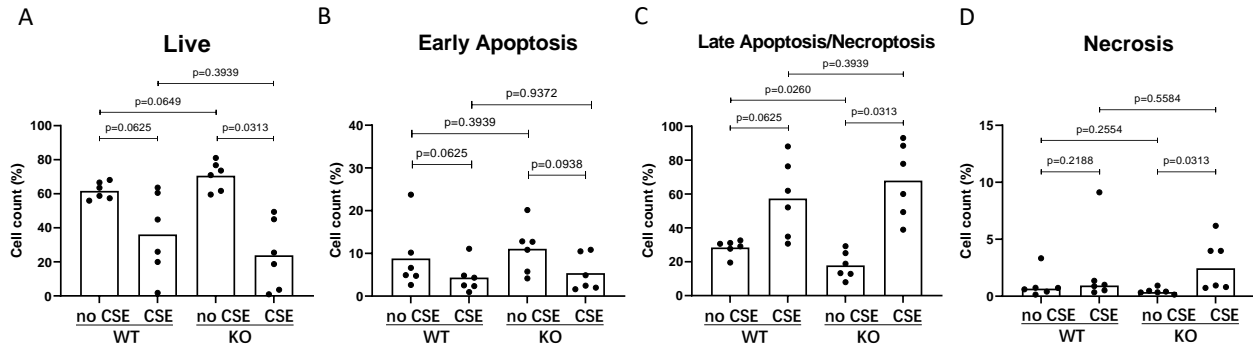 A
Live
p=0.3939
p=0.0649
p=0.0625
p=0.0313
Cell count (%)
100
80
60
40
20
0
no CSE CSE no CSE CSE
WT KO
B
Early Apoptosis
p=0.9372
p=0.3939
p=0.0625
p=0.0938
Cell count (%)
40
30
20
10
0
no CSE CSE no CSE CSE
WT KO
C
Late Apoptosis/Necroptosis
p=0.3939
p=0.0260
p=0.0625
p=0.0313
Cell count (%)
100
80
60
40
20
0
no CSE CSE no CSE CSE
WT KO
D
Necrosis
p=0.5584
p=0.2554
p=0.2188
p=0.0313
Cell count (%)
15
10
5
0
no CSE CSE no CSE CSE
WT KO